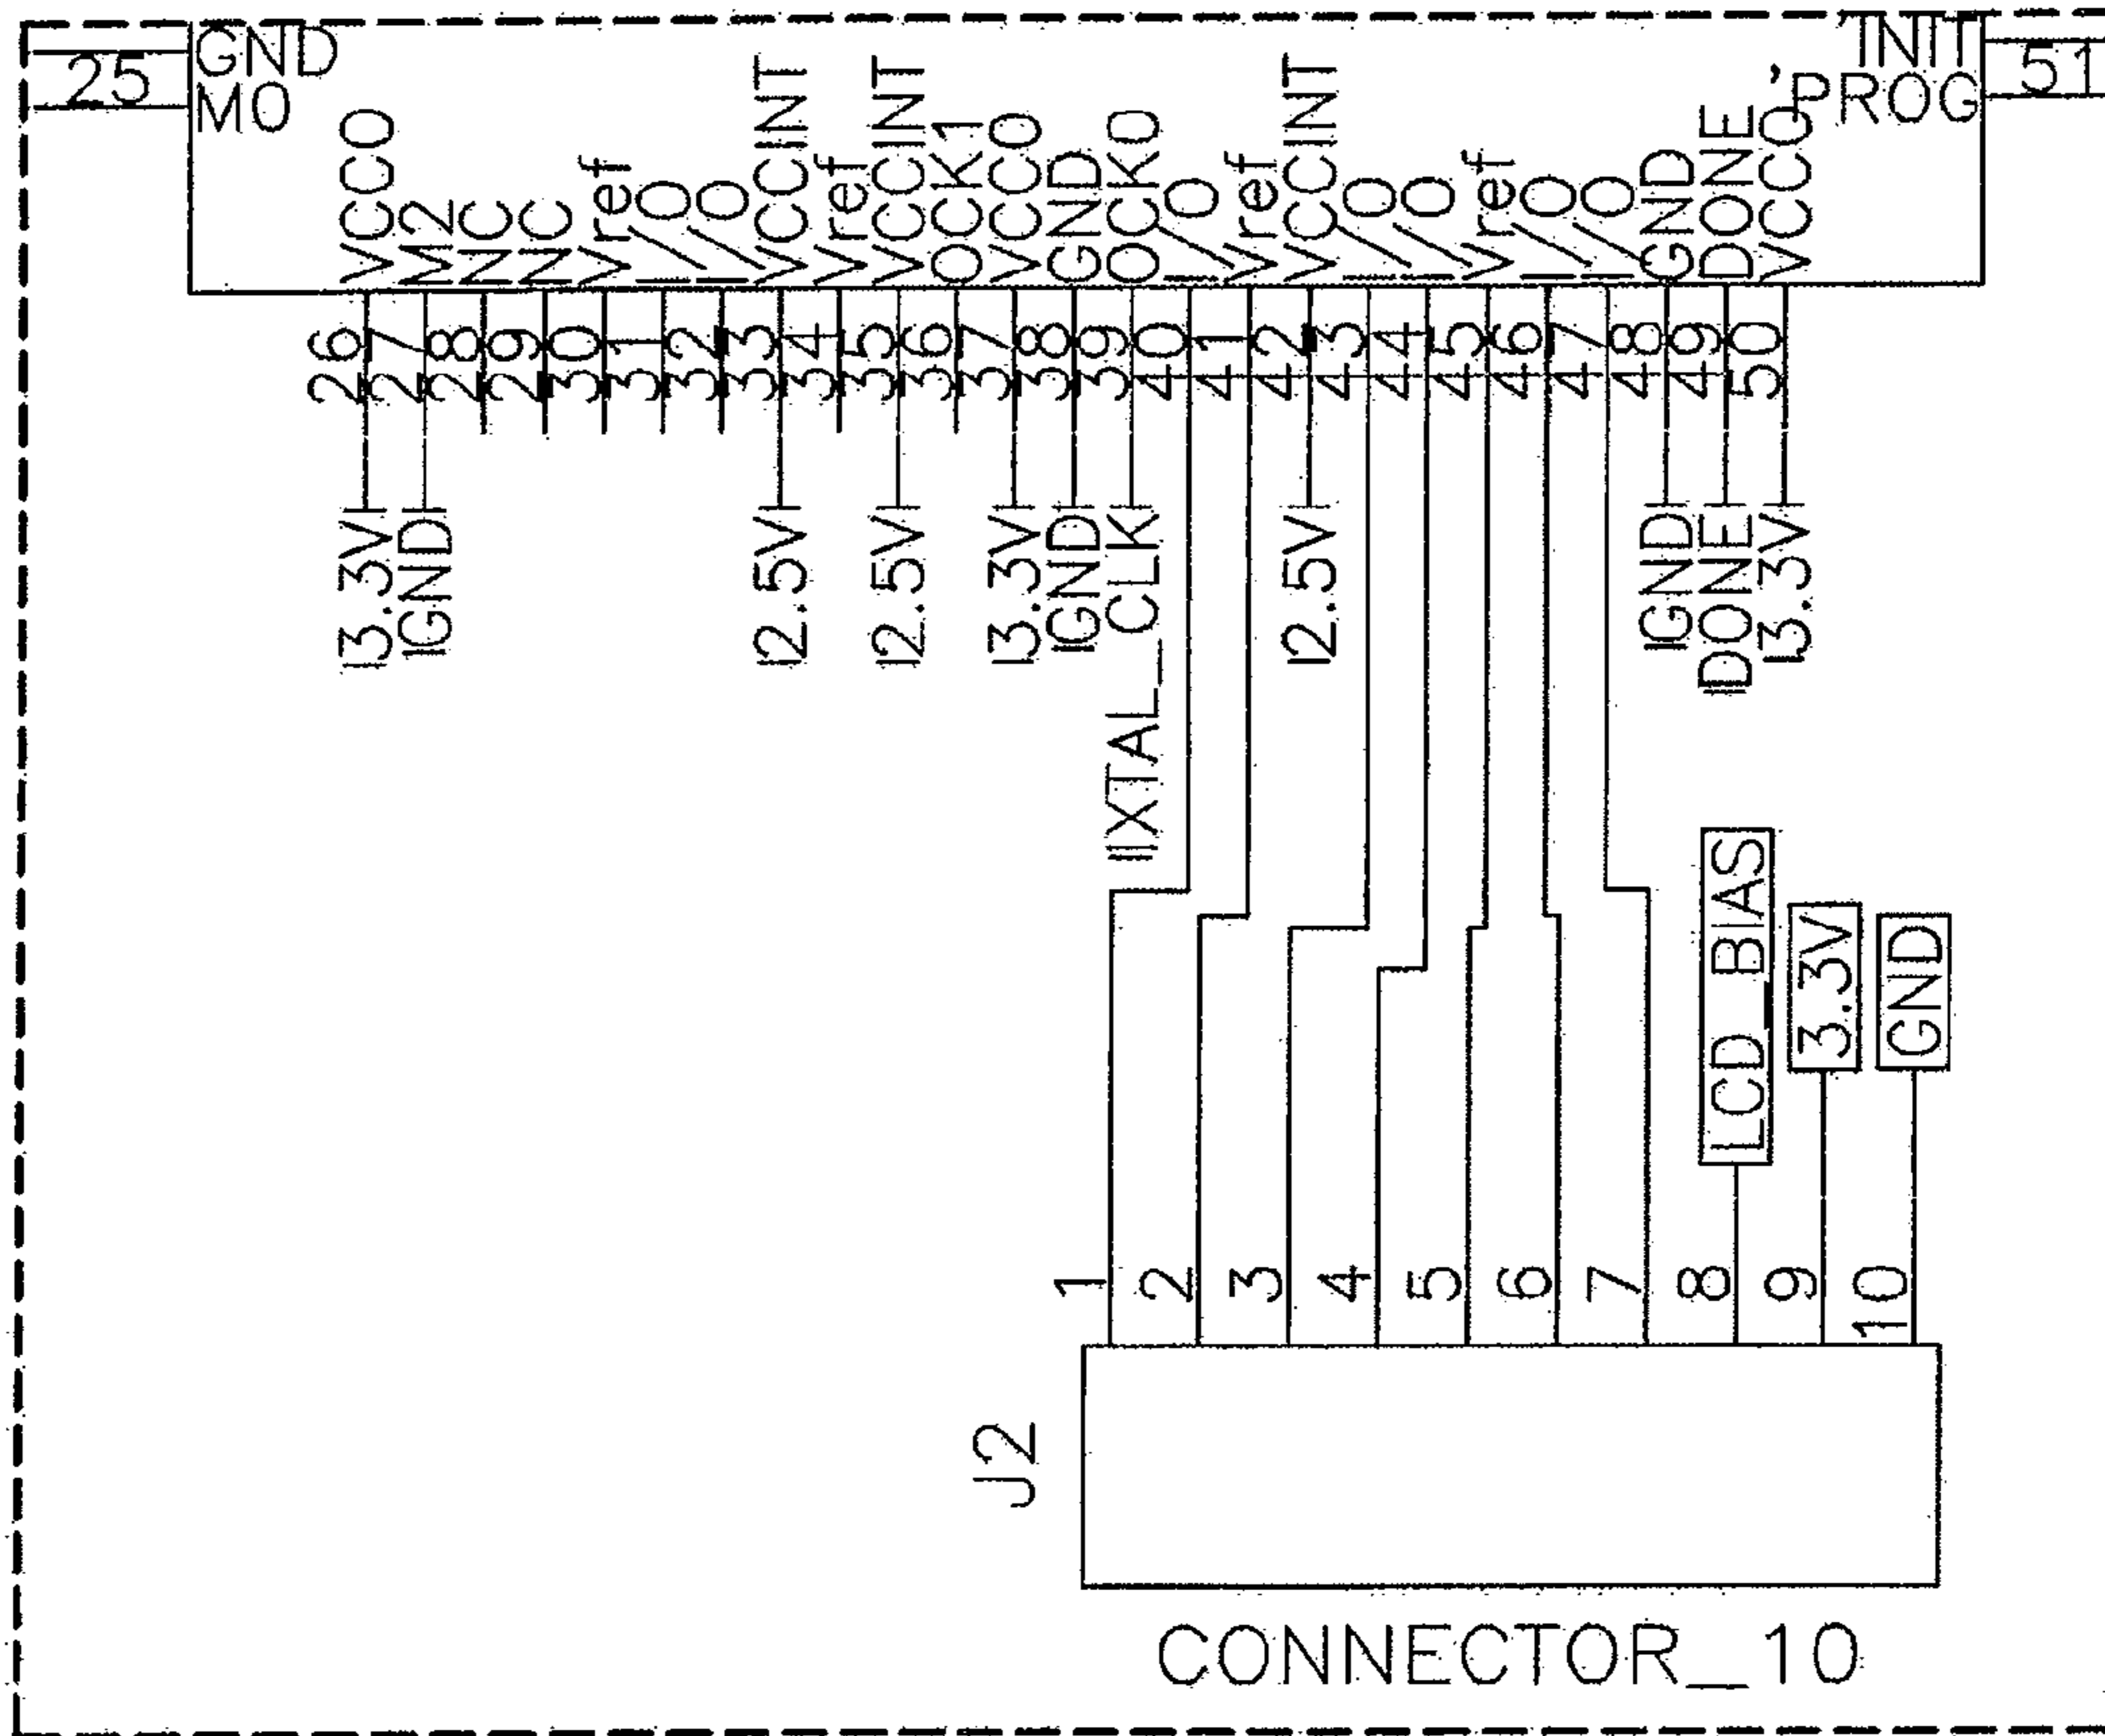 GND
25
M0
INIT
51
PROG
VCCO
M2
NC
NC
Vref
I/O
I/O
VCCINT
Vref
VCCINT
OCK1
VCCO
GND
OCK0
I/O
Vref
VCCINT
I/O
I/O
Vref
I/O
I/O
GND
DONE
VCCO
26
27
28
29
30
31
32
33
34
35
36
37
38
39
40
41
42
43
44
45
46
47
48
49
50
3.3V
GND
2.5V
2.5V
3.3V
GND
XTAL_CLK
2.5V
GND
DONE
3.3V
LCD_BIAS
3.3V
GND
1
2
3
4
5
6
7
8
9
10
J2
CONNECTOR_10